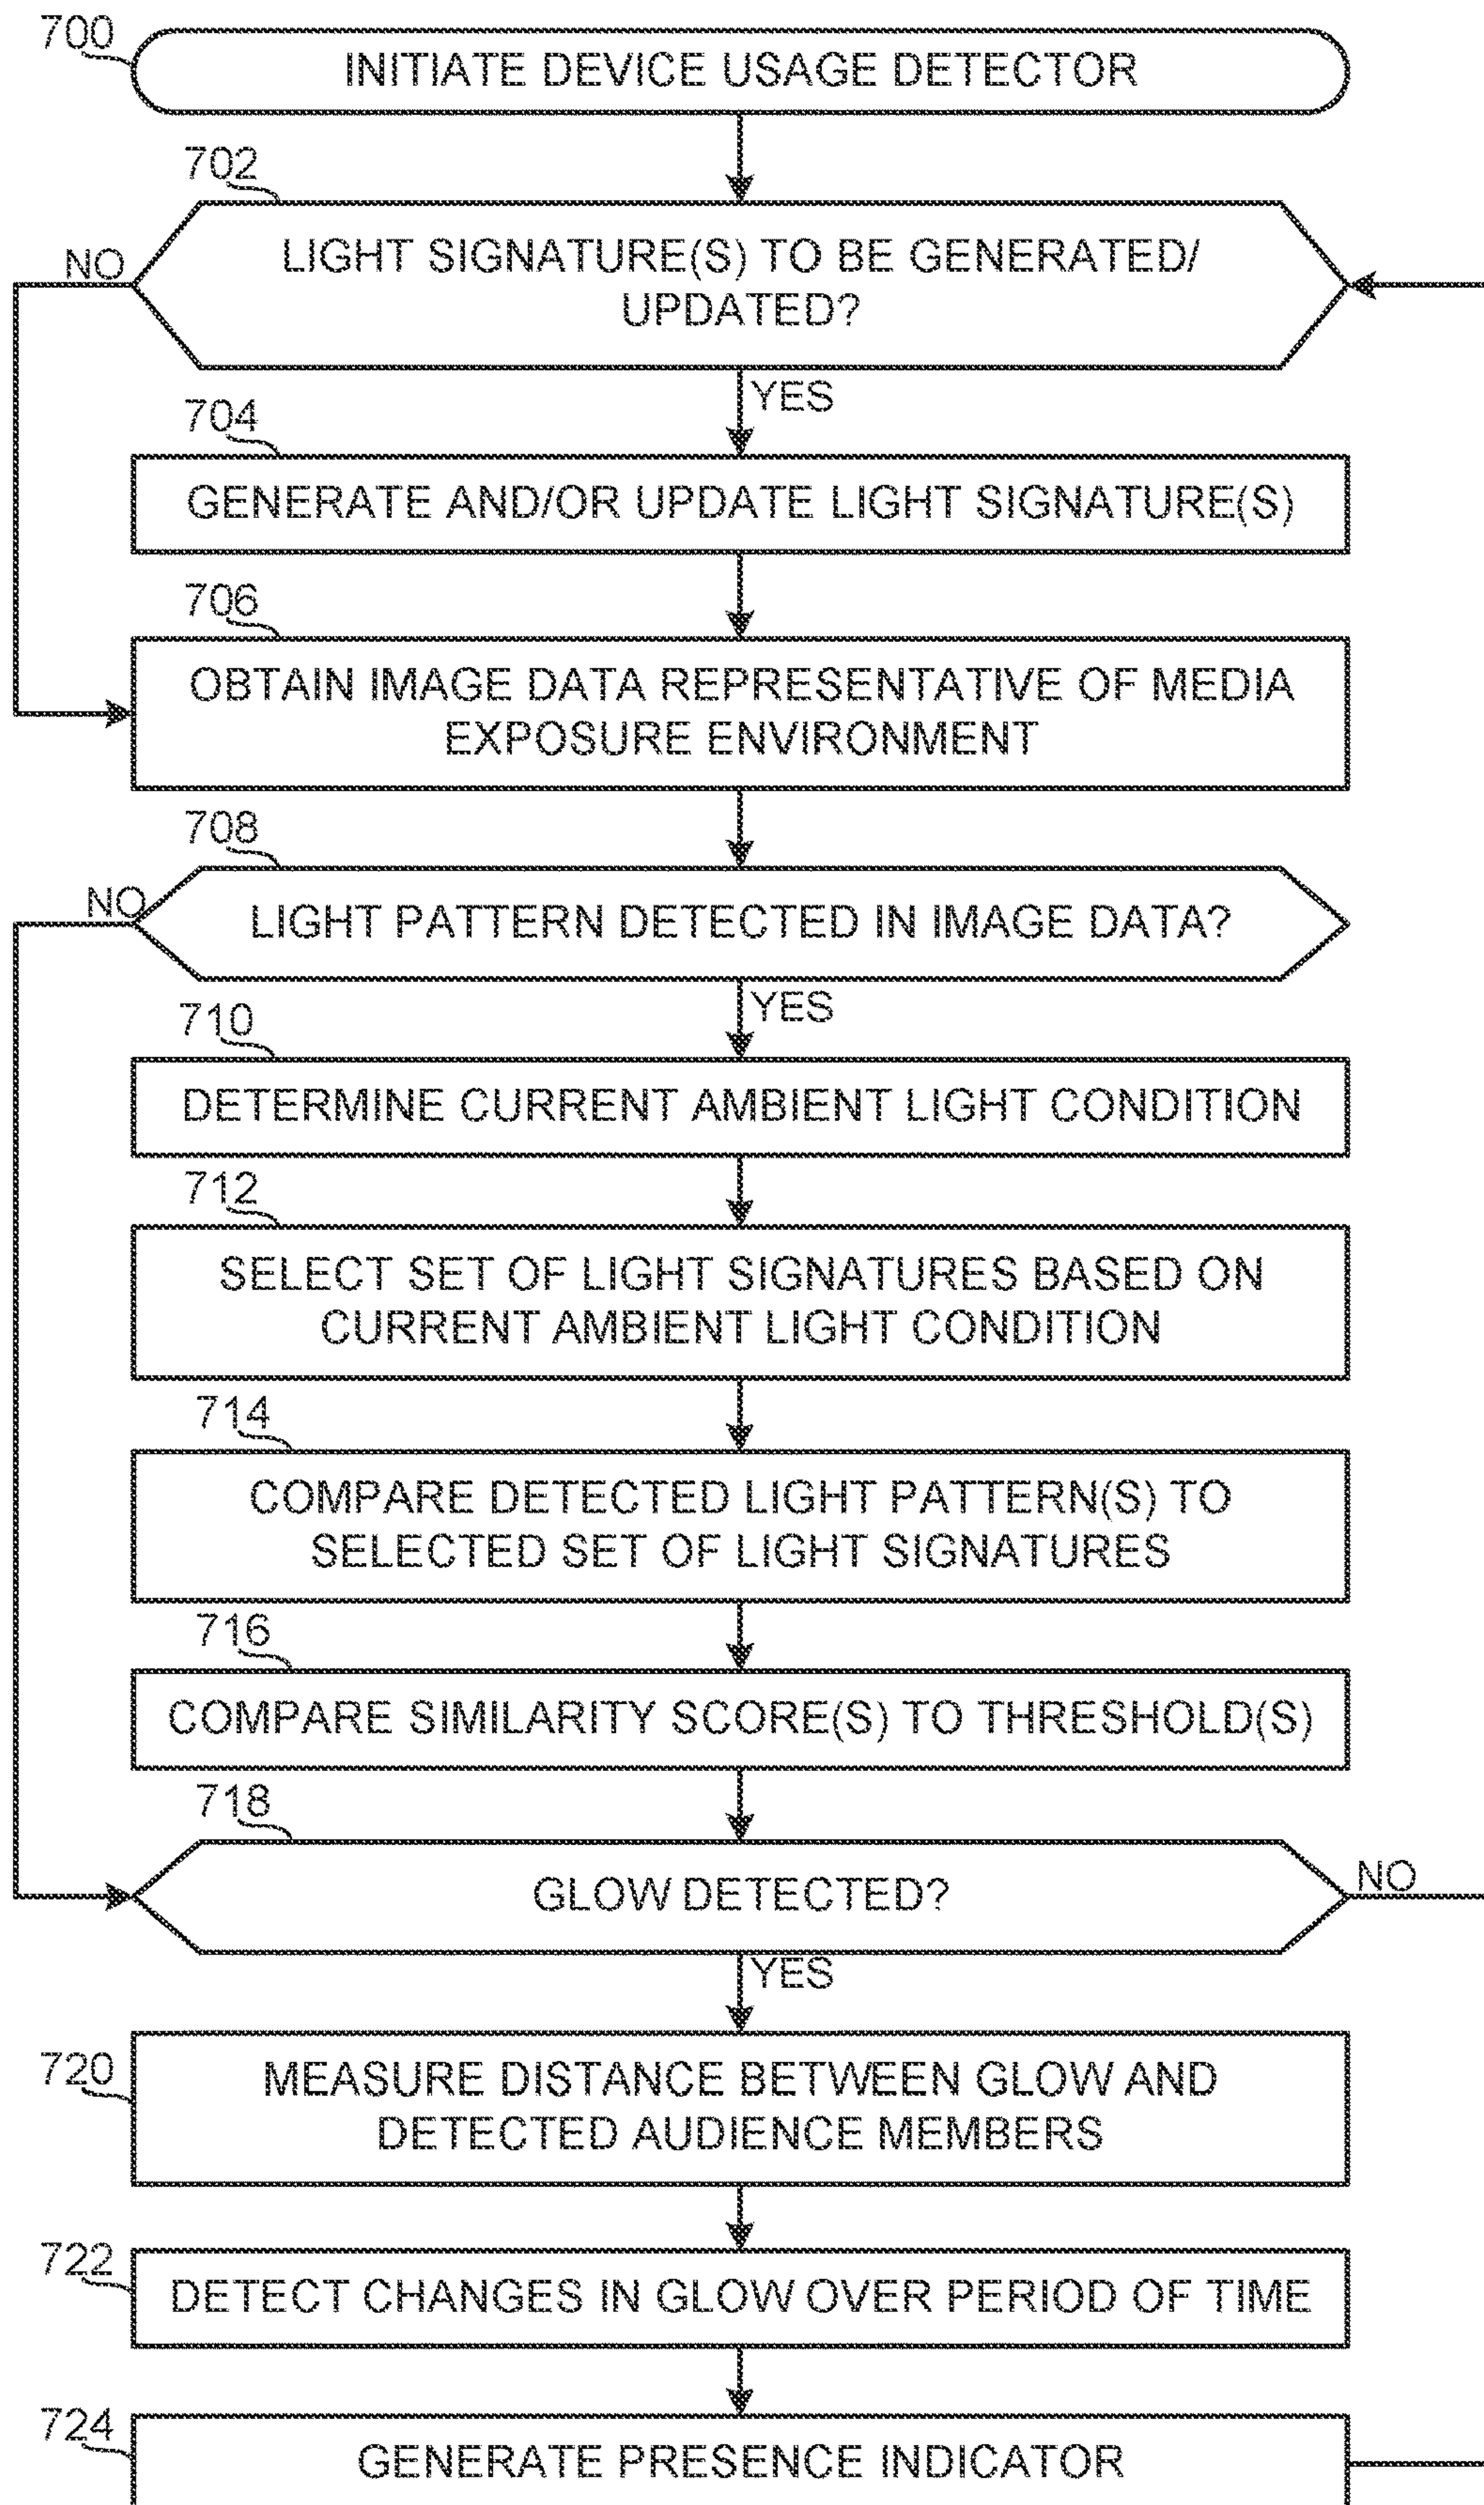 700
INITIATE DEVICE USAGE DETECTOR
702
NO
LIGHT SIGNATURE(S) TO BE GENERATED/
UPDATED?
YES
704
GENERATE AND/OR UPDATE LIGHT SIGNATURE(S)
706
OBTAIN IMAGE DATA REPRESENTATIVE OF MEDIA
EXPOSURE ENVIRONMENT
708
NO
LIGHT PATTERN DETECTED IN IMAGE DATA?
YES
710
DETERMINE CURRENT AMBIENT LIGHT CONDITION
712
SELECT SET OF LIGHT SIGNATURES BASED ON
CURRENT AMBIENT LIGHT CONDITION
714
COMPARE DETECTED LIGHT PATTERN(S) TO
SELECTED SET OF LIGHT SIGNATURES
716
COMPARE SIMILARITY SCORE(S) TO THRESHOLD(S)
718
GLOW DETECTED?
NO
YES
720
MEASURE DISTANCE BETWEEN GLOW AND
DETECTED AUDIENCE MEMBERS
722
DETECT CHANGES IN GLOW OVER PERIOD OF TIME
724
GENERATE PRESENCE INDICATOR